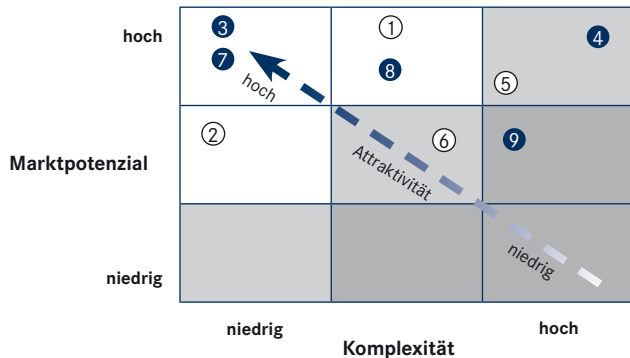 hoch
3
1
4
7
8
5
hoch
2
6
9
Marktpotenzial
Attraktivität
niedrig
niedrig
niedrig
hoch
Komplexität